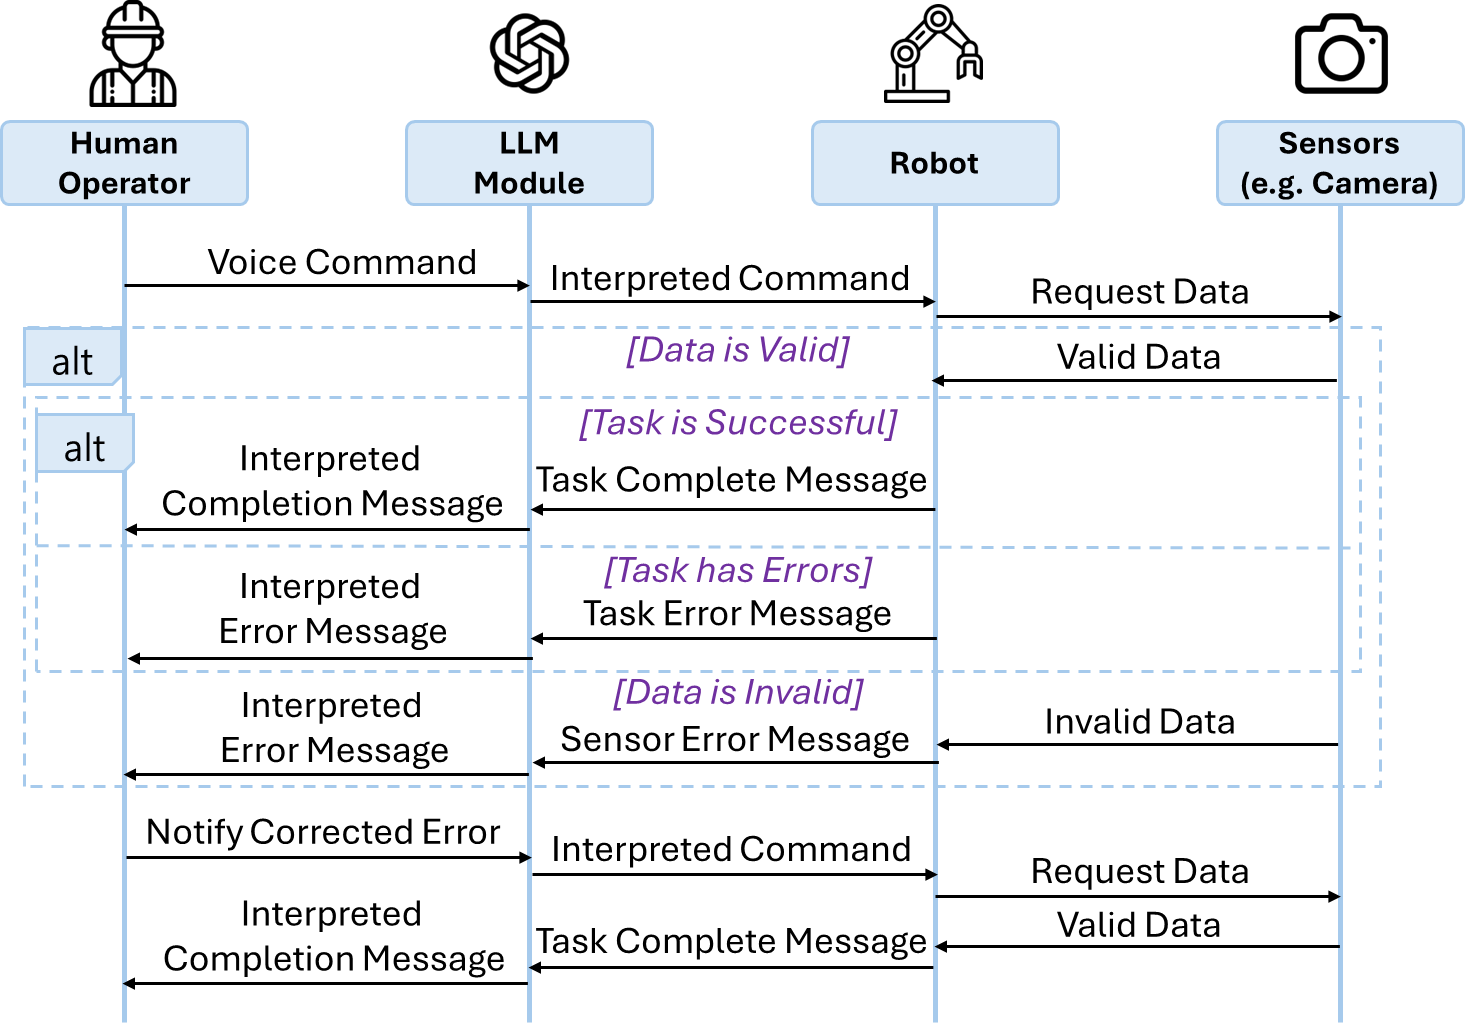 Human
Operator
LLM
Module
Robot
Sensors
(e.g. Camera)
Voice Command
Interpreted Command
Request Data
alt
[Data is Valid]
Valid Data
alt
[Task is Successful]
Interpreted
Completion Message
Task Complete Message
[Task has Errors]
Interpreted
Error Message
Task Error Message
[Data is Invalid]
Interpreted
Error Message
Sensor Error Message
Invalid Data
Notify Corrected Error
Interpreted Command
Request Data
Valid Data
Interpreted
Completion Message
Task Complete Message